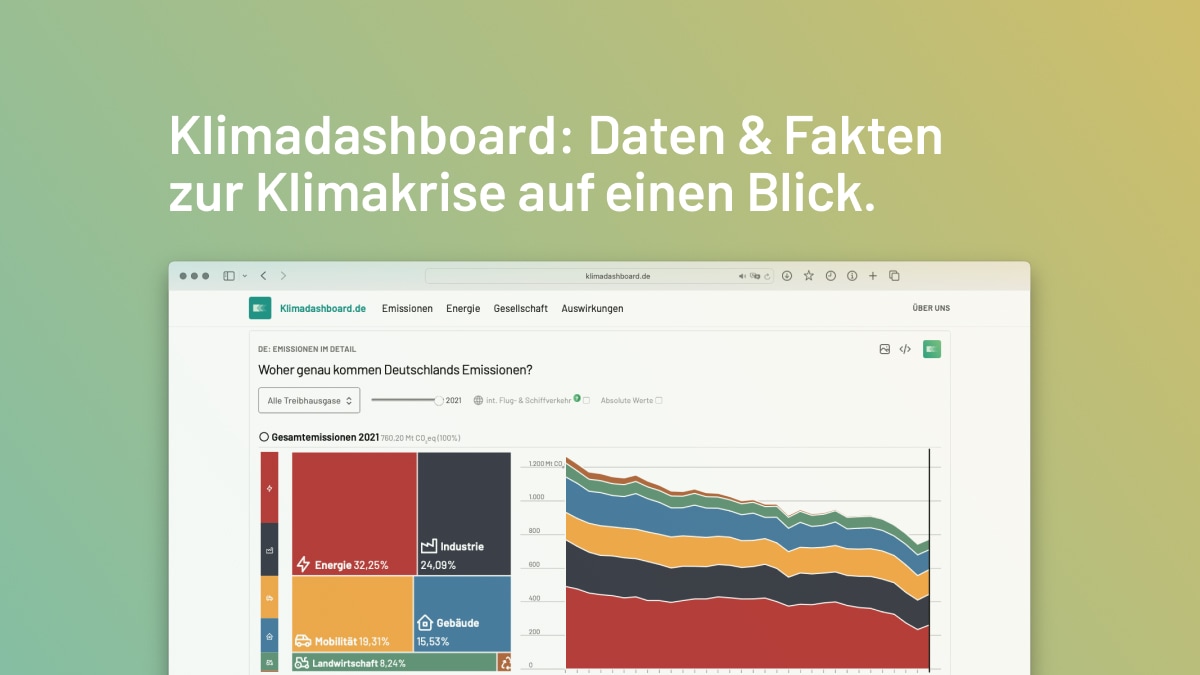 Klimadashboard: Daten & Fakten
zur Klimakrise auf einen Blick.
klimadashboard.de
Klimadashboard.de
Emissionen
Energie
Gesellschaft
Auswirkungen
ÜBER UNS
DE: EMISSIONEN IM DETAIL
Woher genau kommen Deutschlands Emissionen?
Alle Treibhausgase
2021
int. Flug- & Schiffverkehr
?
Absolute Werte
Gesamtemissionen 2021 760.20 Mt CO₂eq (100%)
Energie 32,25%
Industrie
24,09%
Mobilität 19,31%
Gebäude
15,53%
Landwirtschaft 8,24%
1.200 Mt CO₂
1.000
800
600
400
200
0